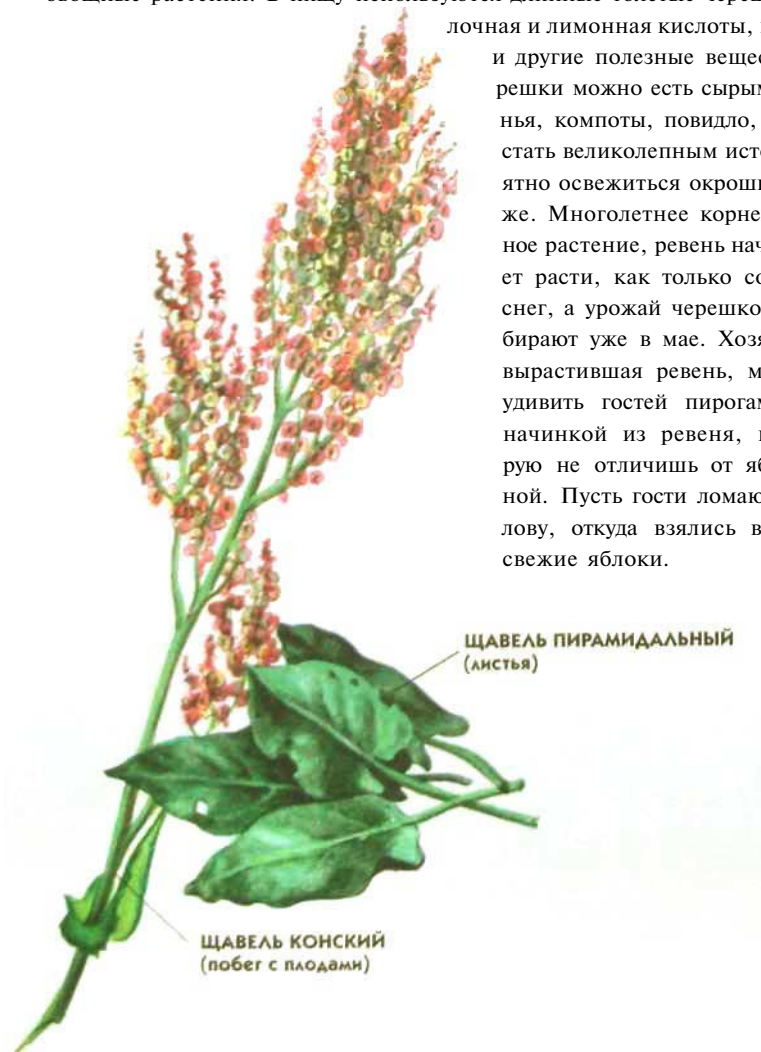 лочная и лимонная кислоты,
и другие полезные вещес
решки можно есть сырым
нья, компоты, повидло,
стать великолепным исто
ятно освежиться окрошк
же. Многолетнее корне
ное растение, ревень нач
ет расти, как только со
снег, а урожай черешко
бирают уже в мае. Хозя
вырастившая ревень, м
удивить гостей пирогам
начинкой из ревеня,
рую не отличишь от яб
ной. Пусть гости ломаю
лову, откуда взялись в
свежие яблоки.
ЩАВЕЛЬ ПИРАМИДАЛЬНЫЙ
(листья)
ЩАВЕЛЬ КОНСКИЙ
(побег с плодами)